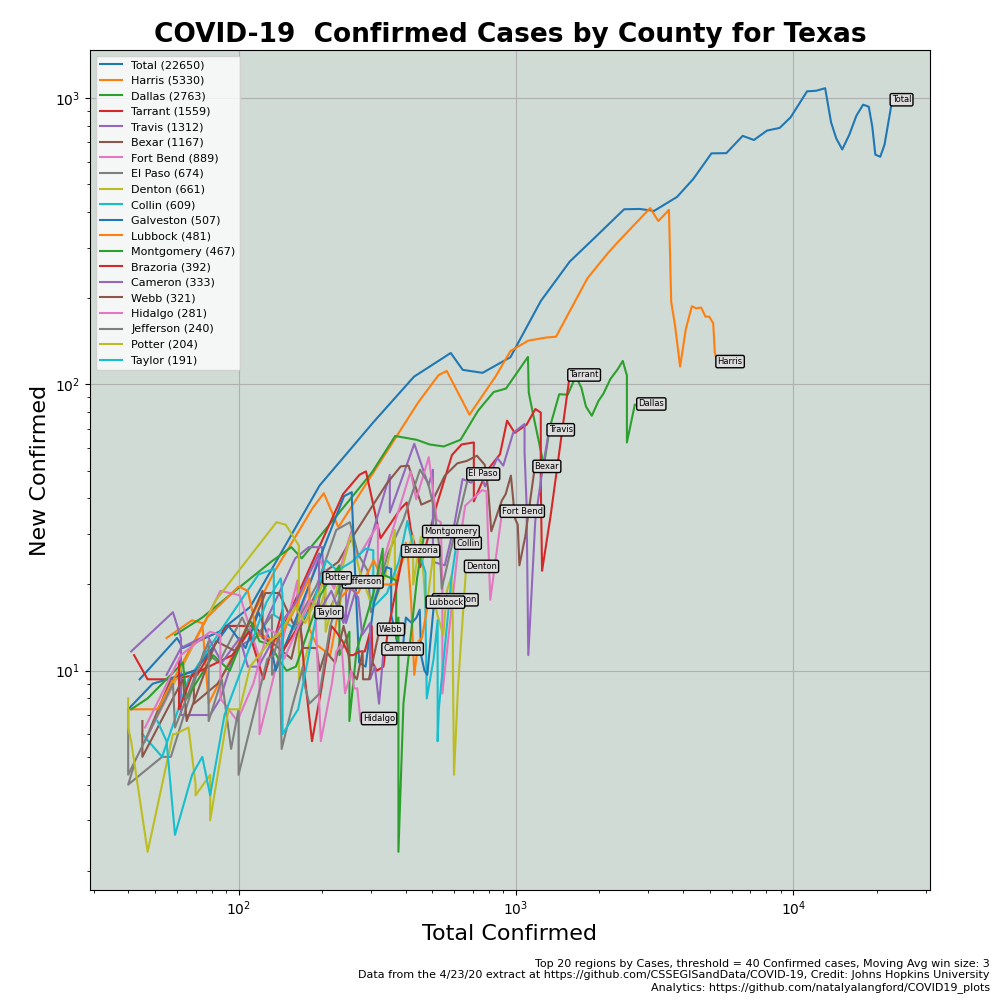 COVID-19  Confirmed Cases by County for Texas
Total (22650)
Harris (5330)
Dallas (2763)
Tarrant (1559)
Travis (1312)
Bexar (1167)
Fort Bend (889)
El Paso (674)
Denton (661)
Collin (609)
Galveston (507)
Lubbock (481)
Montgomery (467)
Brazoria (392)
Cameron (333)
Webb (321)
Hidalgo (281)
Jefferson (240)
Potter (204)
Taylor (191)
10³
10²
10¹
New Confirmed
Total
Harris
Tarrant
Dallas
Travis
Bexar
El Paso
Fort Bend
Montgomery
Collin
Brazoria
Denton
Potter
Lubbock
Taylor
Webb
Cameron
Hidalgo
10²
10³
10⁴
Total Confirmed
Top 20 regions by Cases, threshold = 40 Confirmed cases, Moving Avg win size: 3
Data from the 4/23/20 extract at https://github.com/CSSEGISandData/COVID-19, Credit: Johns Hopkins University
Analytics: https://github.com/natalyalangford/COVID19_plots